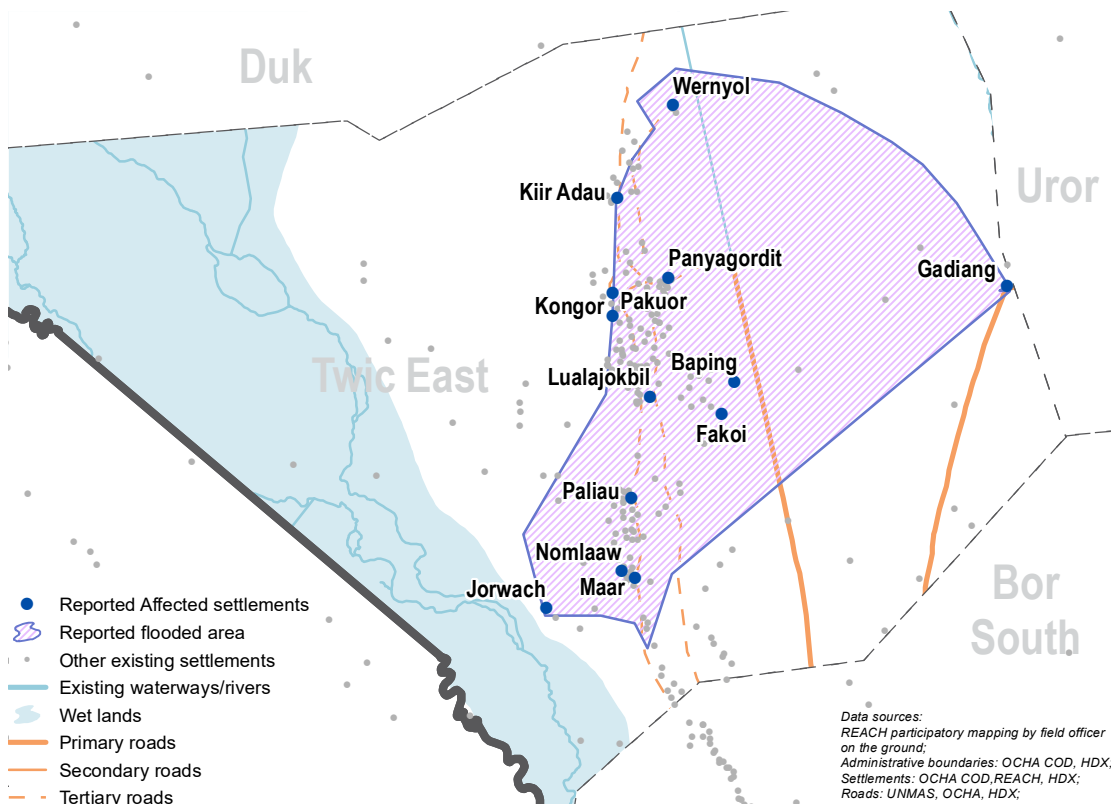 Duk
Wernyol
Uror
Kiir Adau
Panyagordit
Gadiang
Kongor
Pakuor
Twic East
Baping
Lualajokbil
Fakoi
Paliau
Nomlaaw
Jorwach
Maar
Bor
South
Reported Affected settlements
Reported flooded area
Other existing settlements
Existing waterways/rivers
Wet lands
Primary roads
Secondary roads
Tertiary roads
Data sources:
REACH participatory mapping by field officer
on the ground;
Administrative boundaries: OCHA COD, HDX;
Settlements: OCHA COD,REACH, HDX;
Roads: UNMAS, OCHA, HDX;